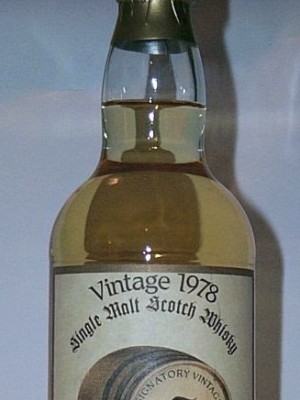 Vintage 1978
Single Malt Scotch Whisky
SIGNATORY VINTAGE